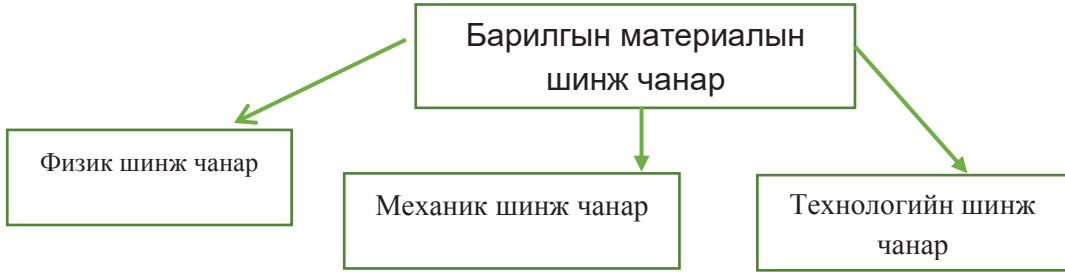 Барилгын материалын
шинж чанар
Физик шинж чанар
Механик шинж чанар
Технологийн шинж
чанар